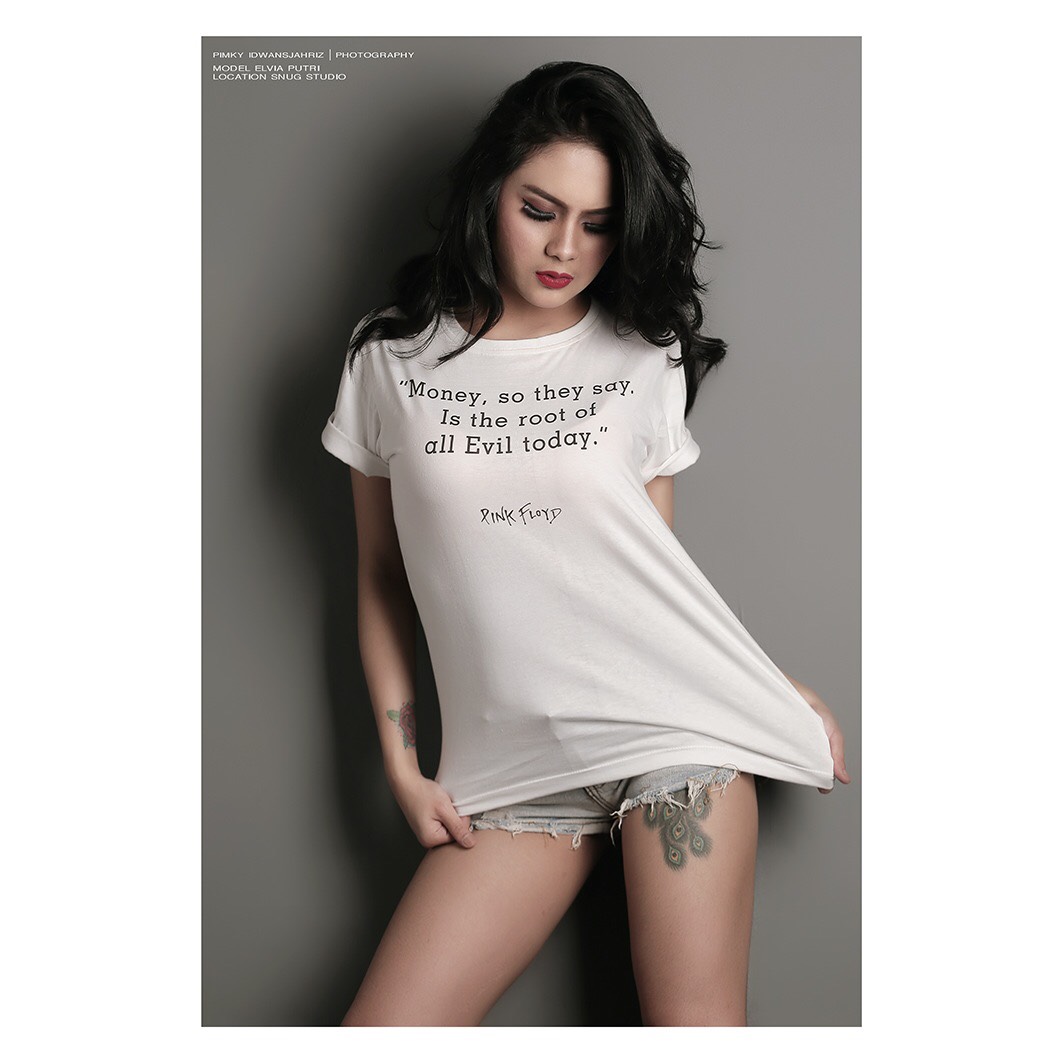 PIMKY IDWANSJAHRIZ | PHOTOGRAPHY
MODEL ELVIA PUTRI
LOCATION SNUG STUDIO
"Money, so they say.
Is the root of
all Evil today."
PINK FLOYD